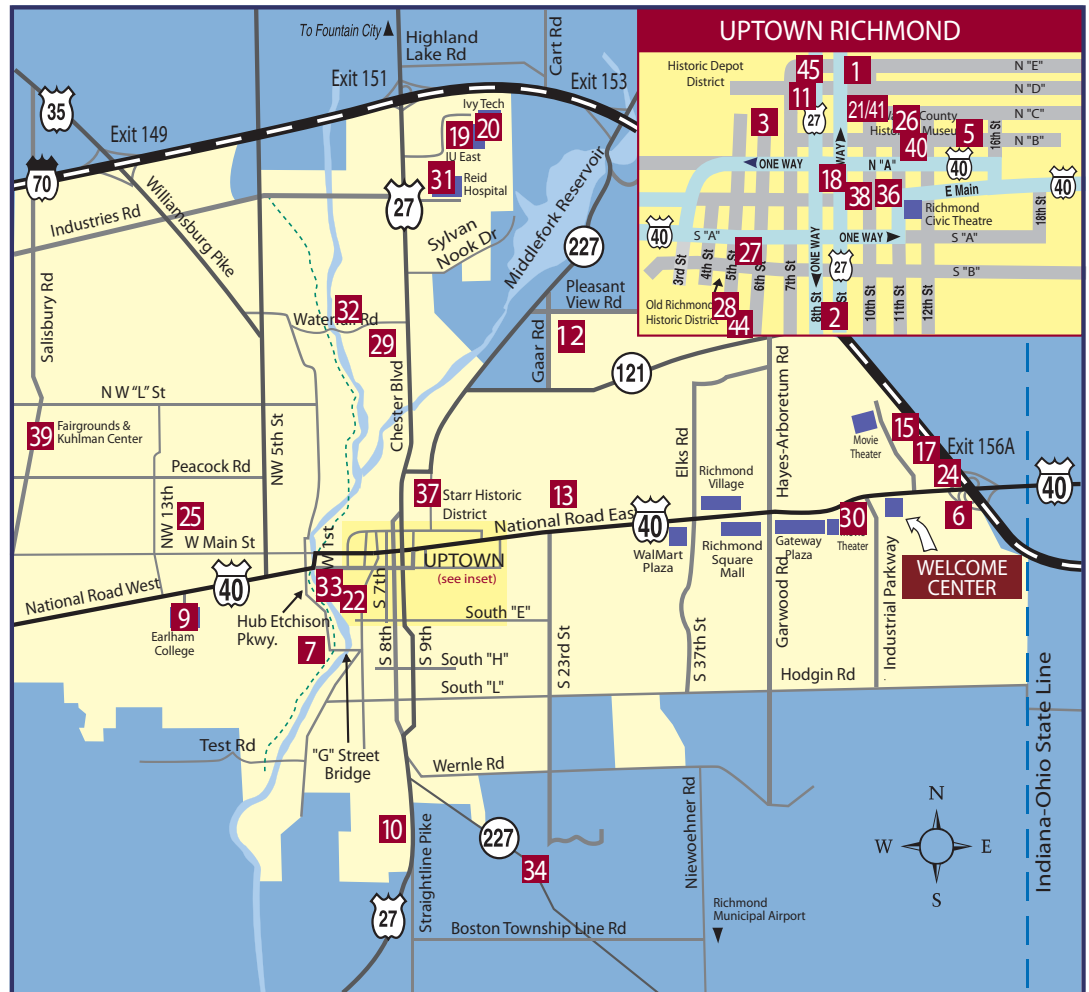 To Fountain City
Highland
Lake Rd
Cart Rd
Exit 151
Exit 153
35
Exit 149
70
Ivy Tech
19
20
IU East
31
Reid
Hospital
27
Industries Rd
Williamsburg Pike
Sylvan
Nook Dr
Middlefork Reservoir
227
Pleasant
View Rd
Salisbury Rd
32
29
12
Gaar Rd
121
Chester Blvd
N W "L" St
39
Fairgrounds &
Kuhlman Center
Peacock Rd
NW 5th St
NW 13th
25
W Main St
37
Starr Historic
District
13
National Road East
40
Elks Rd
Richmond
Village
WalMart
Plaza
Richmond
Square
Mall
Hayes-Arboretum Rd
Gateway
Plaza
30
Theater
Movie
Theater
15
17
24
Exit 156A
40
6
WELCOME
CENTER
Industrial Parkway
Garwood Rd
W 1st
UPTOWN
(see inset)
33
22
S 7th
National Road West
40
9
Earlham
College
Hub Etchison
Pkwy.
7
South "E"
S 8th
S 9th
South "H"
South "L"
S 23rd St
S 37th St
Hodgin Rd
Indiana-Ohio State Line
Test Rd
"G" Street
Bridge
Wernle Rd
10
Straightline Pike
227
34
27
Niewoehner Rd
Boston Township Line Rd
Richmond
Municipal Airport
N
W
E
S
UPTOWN RICHMOND
Historic Depot
District
45
1
N "E"
N "D"
11
27
21/41
26
County
N "C"
3
Histo
Museu
5
16th St
40
N "B"
ONE WAY
WAY
N "A"
40
40
18
38
36
E Main
Richmond
Civic Theatre
18th St
40
S "A"
ONE WAY
ONE WAY
S "A"
27
27
S "B"
3rd St
4th St
5th St
6th St
7th St
8th St
St
10th St
11th St
12th St
Old Richmond
Historic District
28
44
2